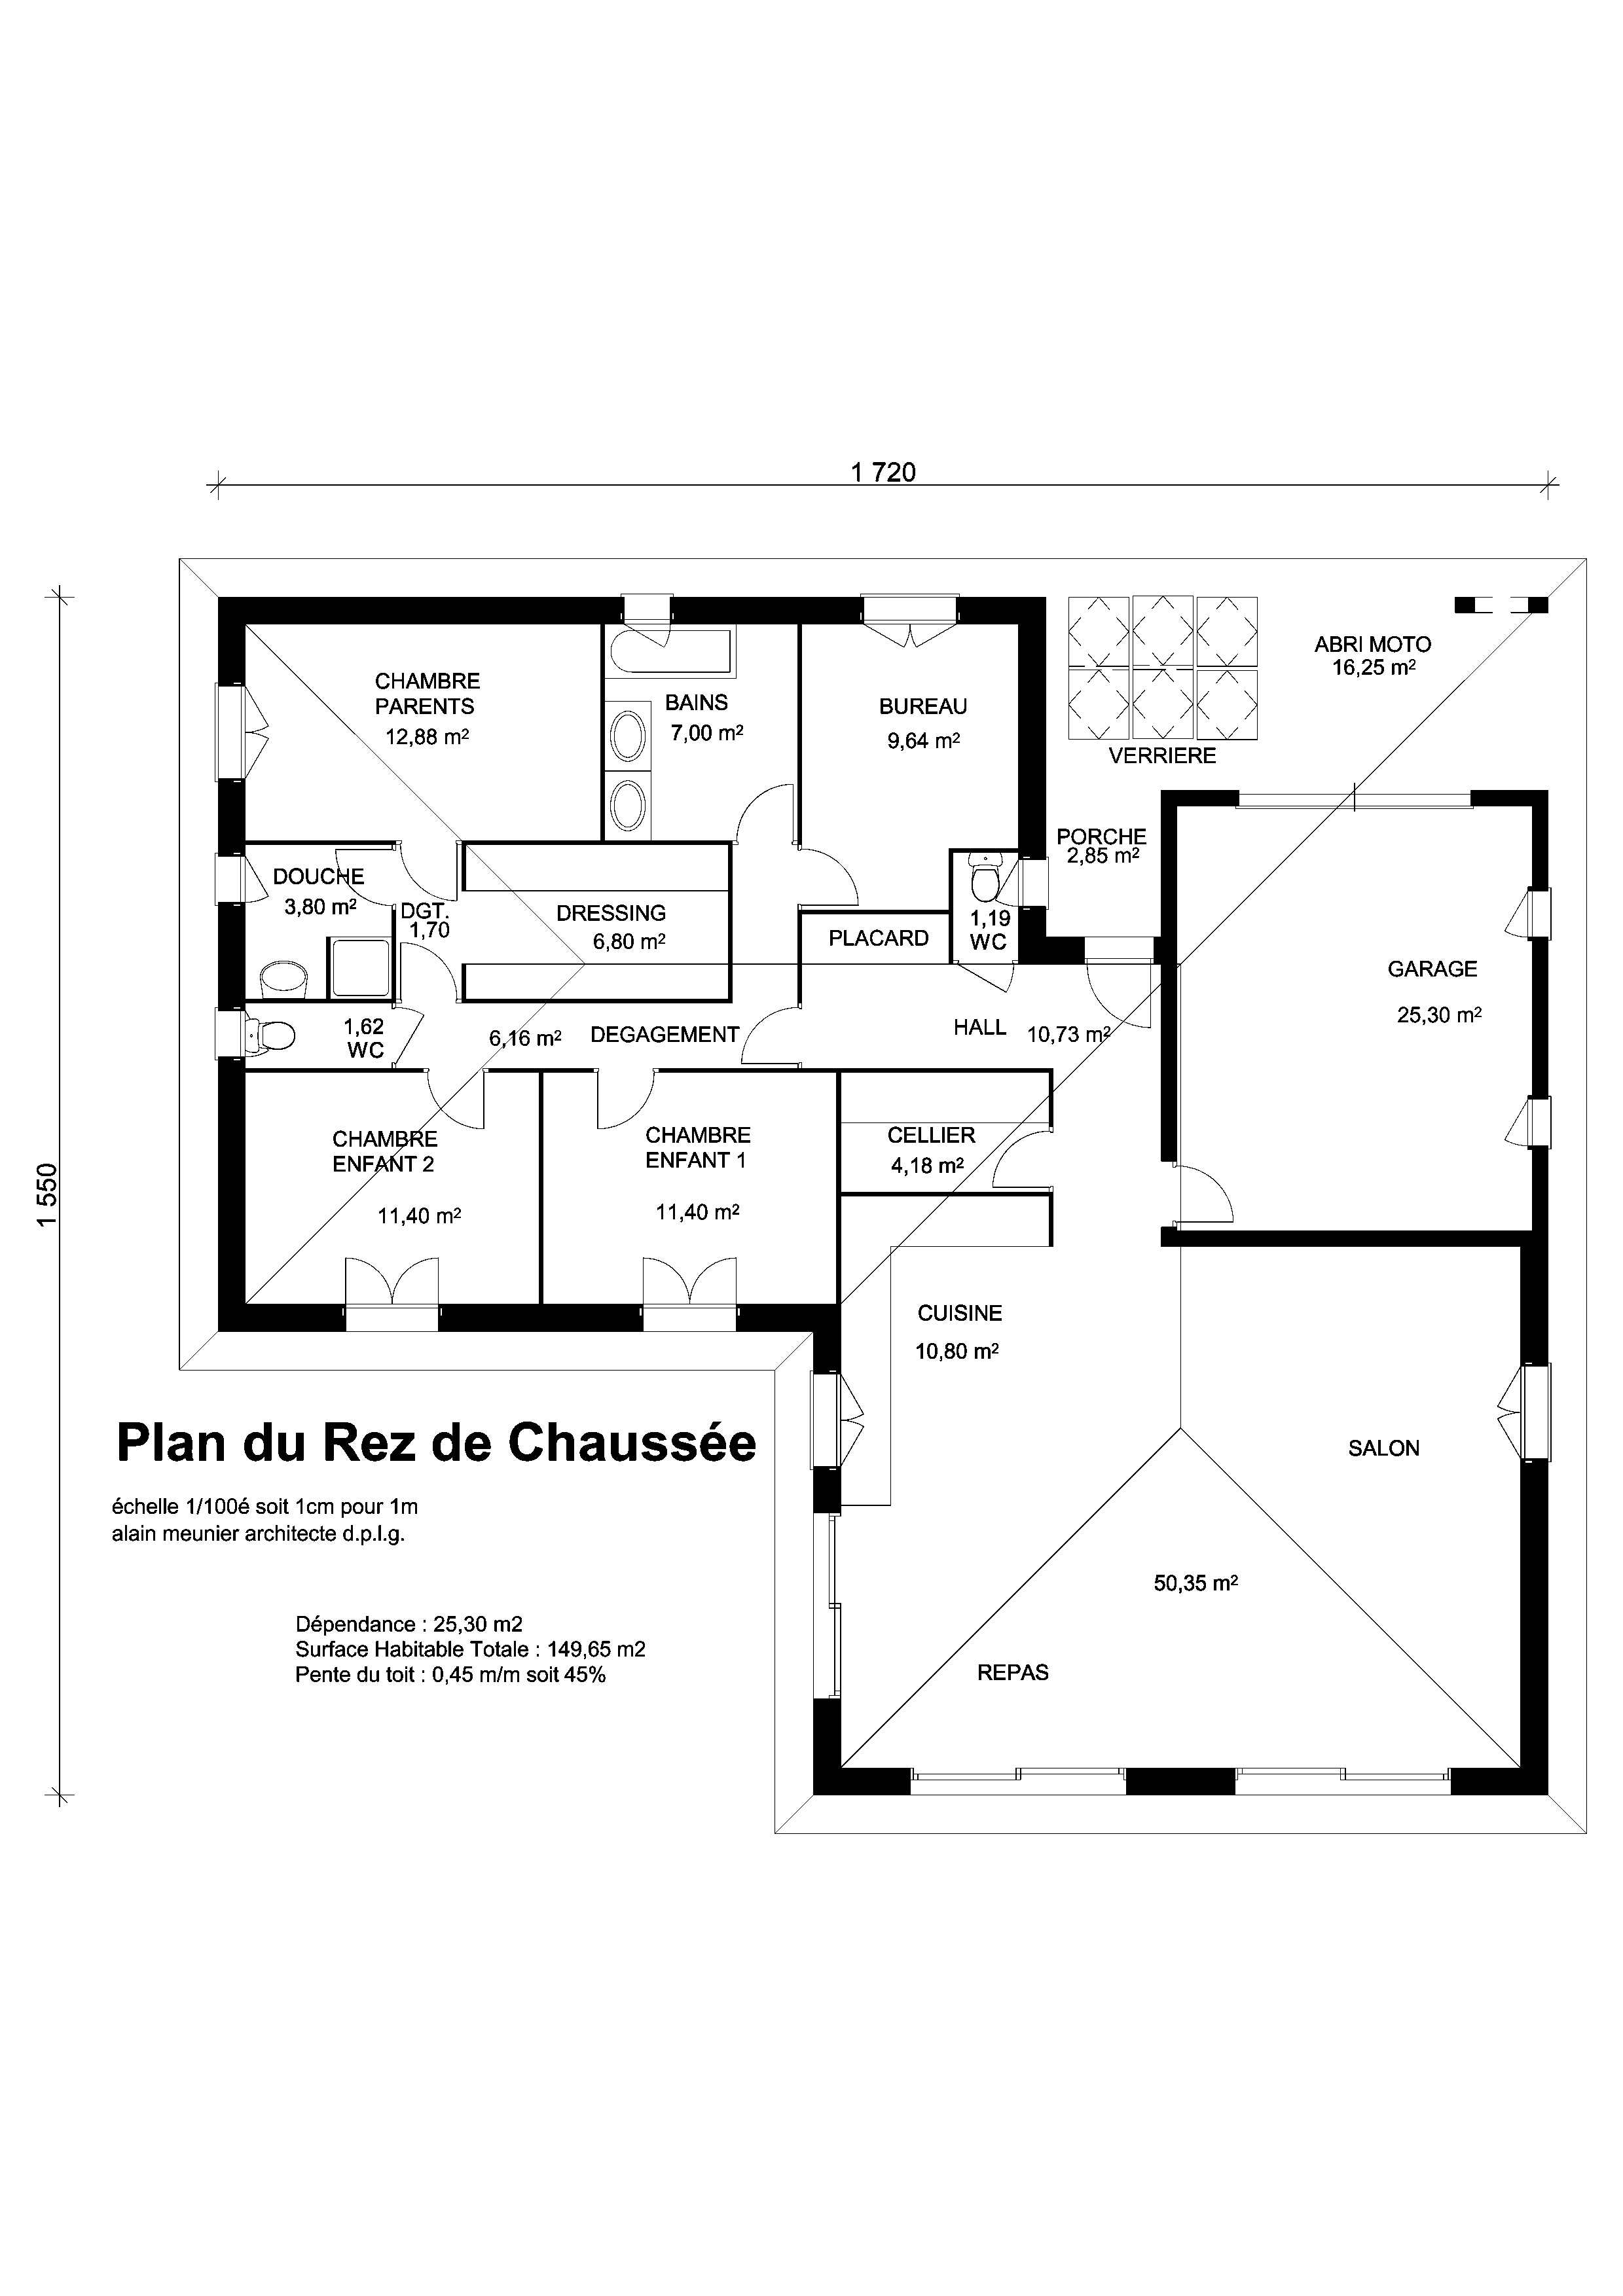 1 720
ABRI MOTO
16,25 m²
CHAMBRE
PARENTS
12,88 m²
BAINS
7,00 m²
BUREAU
9,64 m²
VERRIERE
PORCHE
2,85 m²
DOUCHE
3,80 m²
DGT.
1,70
DRESSING
6,80 m²
PLACARD
1,19
WC
GARAGE
25,30 m²
1,62
WC
6,16 m²
DEGAGEMENT
HALL
10,73 m²
CHAMBRE
ENFANT 2
11,40 m²
CHAMBRE
ENFANT 1
11,40 m²
CELLIER
4,18 m²
1 550
CUISINE
10,80 m²
SALON
50,35 m²
REPAS
Plan du Rez de Chaussée
échelle 1/100é soit 1cm pour 1m
alain meunier architecte d.p.l.g.
Dépendance : 25,30 m2
Surface Habitable Totale : 149,65 m2
Pente du toit : 0,45 m/m soit 45%